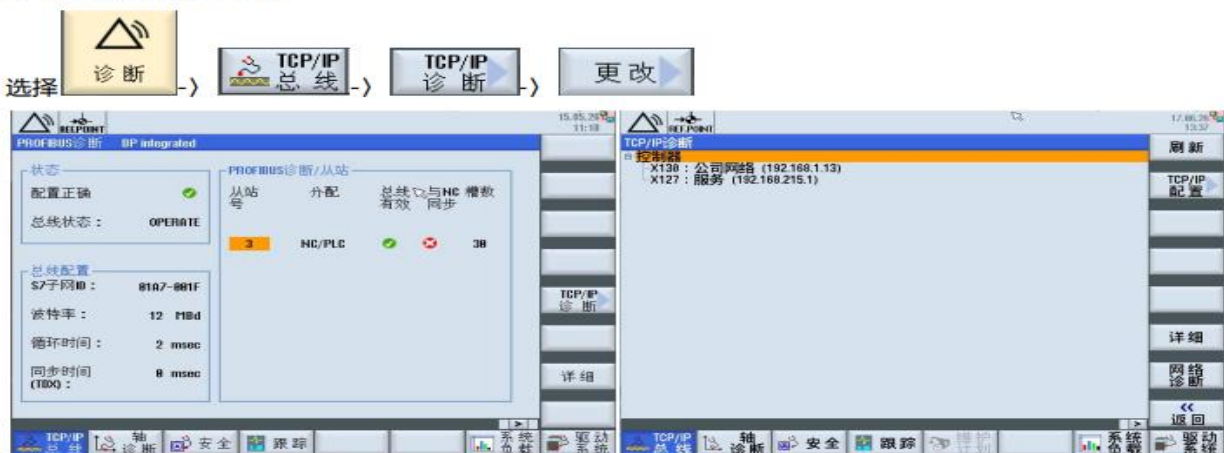 选择 诊断 -〉 TCP/IP 总线 -〉 TCP/IP 诊断 -〉 更改
REF.POINT
11:18
PROFIBUS诊断 DP integrated
状态
配置正确
总线状态： OPERATE
总线配置
S7子网ID： 01A7-001F
波特率： 12 MBd
循环时间： 2 msec
同步时间 (TDX)： 0 msec
PROFIBUS诊断/从站
从站号 分配 总线有效 与NC同步 槽数
3 NC/PLC 30
TCP/IP 诊断
详细
TCP/IP 总线 轴诊断 安全 跟踪 系统负载 驱动系统
REF.POINT
13:37
TCP/IP诊断
控制器
X130：公司网络 (192.168.1.13)
X127：服务 (192.168.215.1)
刷新
TCP/IP 配置
详细
网络诊断
«
返回
TCP/IP 总线 轴诊断 安全 跟踪 维护计划 系统负载 驱动系统